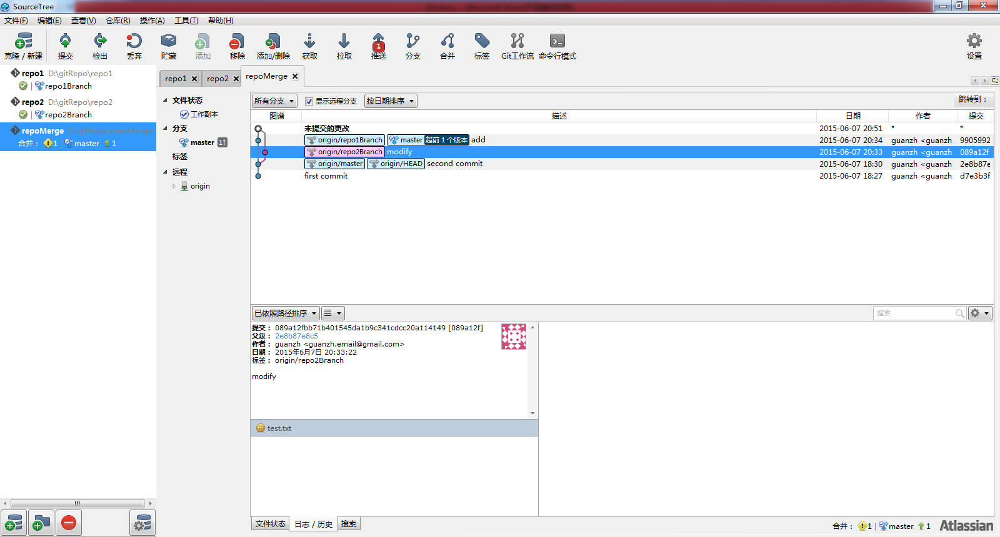 SourceTree
文件(F) 编辑(E) 查看(V) 仓库(R) 操作(A) 工具(T) 帮助(H)
克隆 / 新建 提交 检出 丢弃 贮藏 添加 移除 添加/删除 获取 拉取 推送 分支 合并 标签 Git工作流 命令行模式 设置
1
repo1 D:\gitRepo\repo1
repo1Branch
repo2 D:\gitRepo\repo2
repo2Branch
repoMerge D:\gitRepo\repoMerge
合并： 1 master 1
repo1 repo2 repoMerge
文件状态
工作副本
分支
master 1↑
标签
远程
origin
所有分支 显示远程分支 按日期排序 跳转到：
图谱 描述 日期 作者 提交
未提交的更改 2015-06-07 20:51 * *
origin/repo1Branch master 超前 1 个版本 add 2015-06-07 20:34 guanzh <guanzh 9905992
origin/repo2Branch modify 2015-06-07 20:33 guanzh <guanzh 089a12f
origin/master origin/HEAD second commit 2015-06-07 18:30 guanzh <guanzh 2e8b87e
first commit 2015-06-07 18:27 guanzh <guanzh d7e3b3f
已依照路径排序 搜索
提交： 089a12fbb71b401545da1b9c341cdcc20a114149 [089a12f]
父级： 2e8b87e8c5
作者： guanzh <guanzh.email@gmail.com>
日期： 2015年6月7日 20:33:22
标签： origin/repo2Branch
modify
test.txt
文件状态 日志 / 历史 搜索
合并： 1 master 1 Atlassian